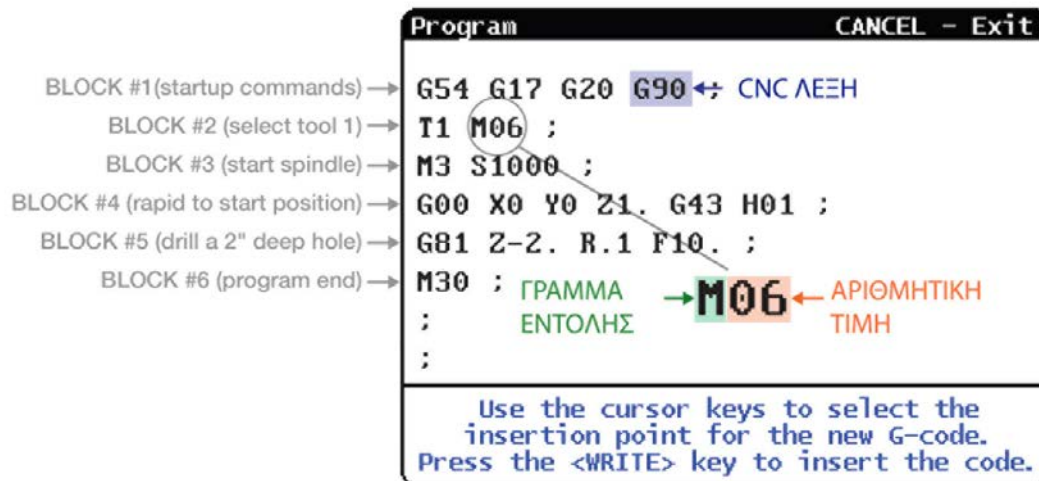 Program CANCEL - Exit
BLOCK #1(startup commands) G54 G17 G20 G90 ; CNC ΛΕΞΗ
BLOCK #2 (select tool 1) T1 M06 ;
BLOCK #3 (start spindle) M3 S1000 ;
BLOCK #4 (rapid to start position) G00 X0 Y0 Z1. G43 H01 ;
BLOCK #5 (drill a 2" deep hole) G81 Z-2. R.1 F10. ;
BLOCK #6 (program end) M30 ;
ΓΡΑΜΜΑ
ΕΝΤΟΛΗΣ
M06
ΑΡΙΘΜΗΤΙΚΗ
ΤΙΜΗ
;
;
Use the cursor keys to select the
insertion point for the new G-code.
Press the <WRITE> key to insert the code.